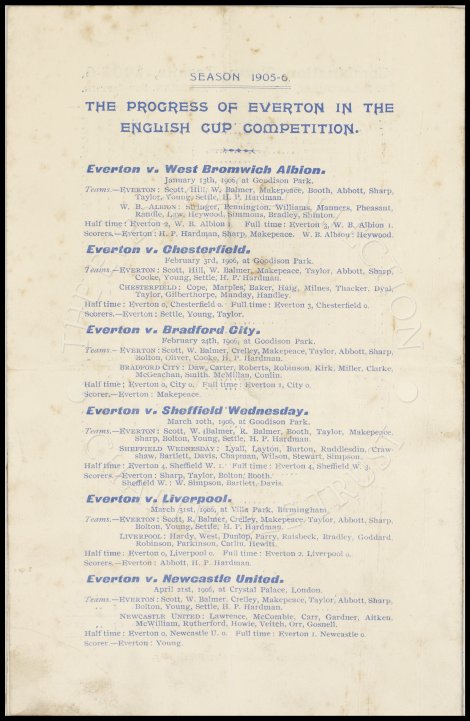 SEASON 1905-6.
THE PROGRESS OF EVERTON IN THE
ENGLISH CUP COMPETITION.
Everton v. West Bromwich Albion.
January 13th, 1906, at Goodison Park.
Teams.—EVERTON: Scott, Hill, W. Balmer, Makepeace, Booth, Abbott, Sharp,
Taylor, Young, Settle, H. P. Hardman.
W. B. ALBION: Stringer, Pennington, Williams, Manners, Pheasant,
Randle, Law, Heywood, Simmons, Bradley, Shinton.
Half time: Everton 2, W. B. Albion 1. Full time: Everton 3, W. B. Albion 1.
Scorers.—Everton: H. P. Hardman, Sharp, Makepeace. W. B. Albion: Heywood.
Everton v. Chesterfield.
February 3rd, 1906, at Goodison Park.
Teams.—EVERTON: Scott, Hill, W. Balmer, Makepeace, Taylor, Abbott, Sharp,
Cooke, Young, Settle, H. P. Hardman.
CHESTERFIELD: Cope, Marples, Baker, Haig, Milnes, Thacker, Dyal,
Taylor, Gilberthorpe, Munday, Handley.
Half time: Everton 0, Chesterfield 0. Full time: Everton 3, Chesterfield 0.
Scorers.—Everton: Settle, Young, Taylor.
Everton v. Bradford City.
February 24th, 1906, at Goodison Park.
Teams.—EVERTON: Scott, W. Balmer, Crelley, Makepeace, Taylor, Abbott, Sharp,
Bolton, Oliver, Cooke, H. P. Hardman.
BRADFORD CITY: Daw, Carter, Roberts, Robinson, Kirk, Miller, Clarke,
McGeachan, Smith, McMillan, Conlin.
Half time; Everton 0, City 0. Full time: Everton 1, City 0.
Scorer.—Everton: Makepeace.
Everton v. Sheffield Wednesday.
March 10th, 1906, at Goodison Park.
Teams.—EVERTON: Scott, W. Balmer, R. Balmer, Booth, Taylor, Makepeace,
Sharp, Bolton, Young, Settle, H. P. Hardman.
SHEFFIELD WEDNESDAY: Lyall, Layton, Burton, Ruddlesdin, Craw-
shaw, Bartlett, Davis, Chapman, Wilson, Stewart, Simpson.
Half time: Everton 4, Sheffield W. 1. Full time: Everton 4, Sheffield W. 3.
Scorers.—Everton: Sharp, Taylor, Bolton, Booth.
Sheffield W.: W. Simpson, Bartlett, Davis.
Everton v. Liverpool.
March 31st, 1906, at Villa Park, Birmingham.
Teams.—EVERTON: Scott, R. Balmer, Crelley, Makepeace, Taylor, Abbott, Sharp,
Bolton, Young, Settle, H. P. Hardman.
LIVERPOOL: Hardy, West, Dunlop, Parry, Raisbeck, Bradley, Goddard,
Robinson, Parkinson, Carlin, Hewitt.
Half time: Everton 0, Liverpool 0. Full time: Everton 2. Liverpool 0.
Scorers.—Everton: Abbott, H. P. Hardman.
Everton v. Newcastle United.
April 21st, 1906, at Crystal Palace, London.
Teams.—EVERTON: Scott, W. Balmer, Crelley, Makepeace, Taylor, Abbott, Sharp,
Bolton, Young, Settle, H. P. Hardman.
NEWCASTLE UNITED: Lawrence, McCombie, Carr, Gardner, Aitken,
McWilliam, Rutherford, Howie, Veitch, Orr, Gosnell.
Half time: Everton 0, Newcastle U. 0. Full time: Everton 1. Newcastle 0.
Scorer.—Everton: Young.